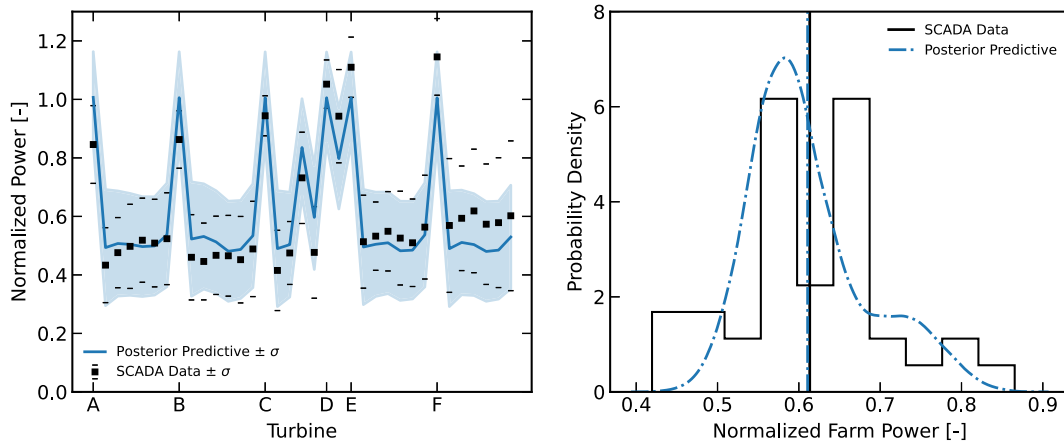 1.2
1.0
0.8
0.6
0.4
0.2
0.0
Normalized Power [-]
Posterior Predictive ± σ
SCADA Data ± σ
A B C D E F
Turbine
8
6
4
2
0
Probability Density
SCADA Data
Posterior Predictive
0.4 0.5 0.6 0.7 0.8 0.9
Normalized Farm Power [-]